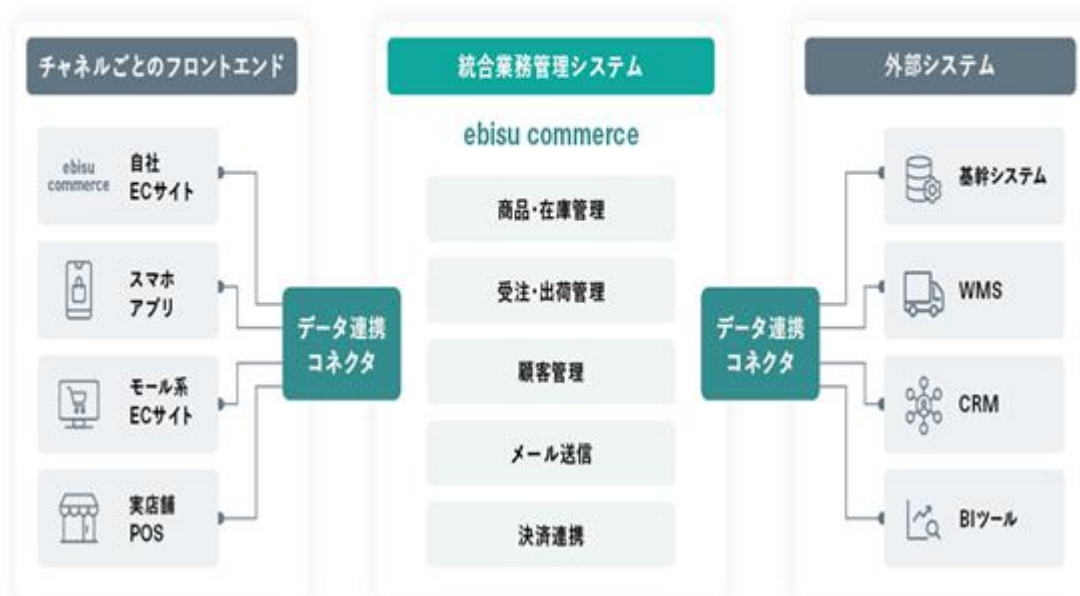 チャネルごとのフロントエンド
ebisu
commerce
自社
ECサイト
スマホ
アプリ
モール系
ECサイト
実店舗
POS
データ連携
コネクタ
統合業務管理システム
ebisu commerce
商品・在庫管理
受注・出荷管理
顧客管理
メール送信
決済連携
データ連携
コネクタ
外部システム
基幹システム
WMS
CRM
BIツール